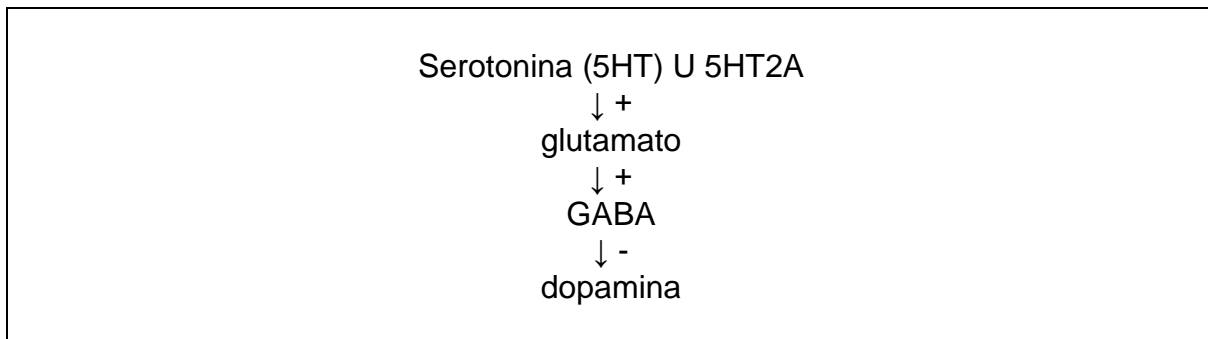 Serotonina (5HT) U 5HT2A
↓ +
glutamato
↓ +
GABA
↓ -
dopamina